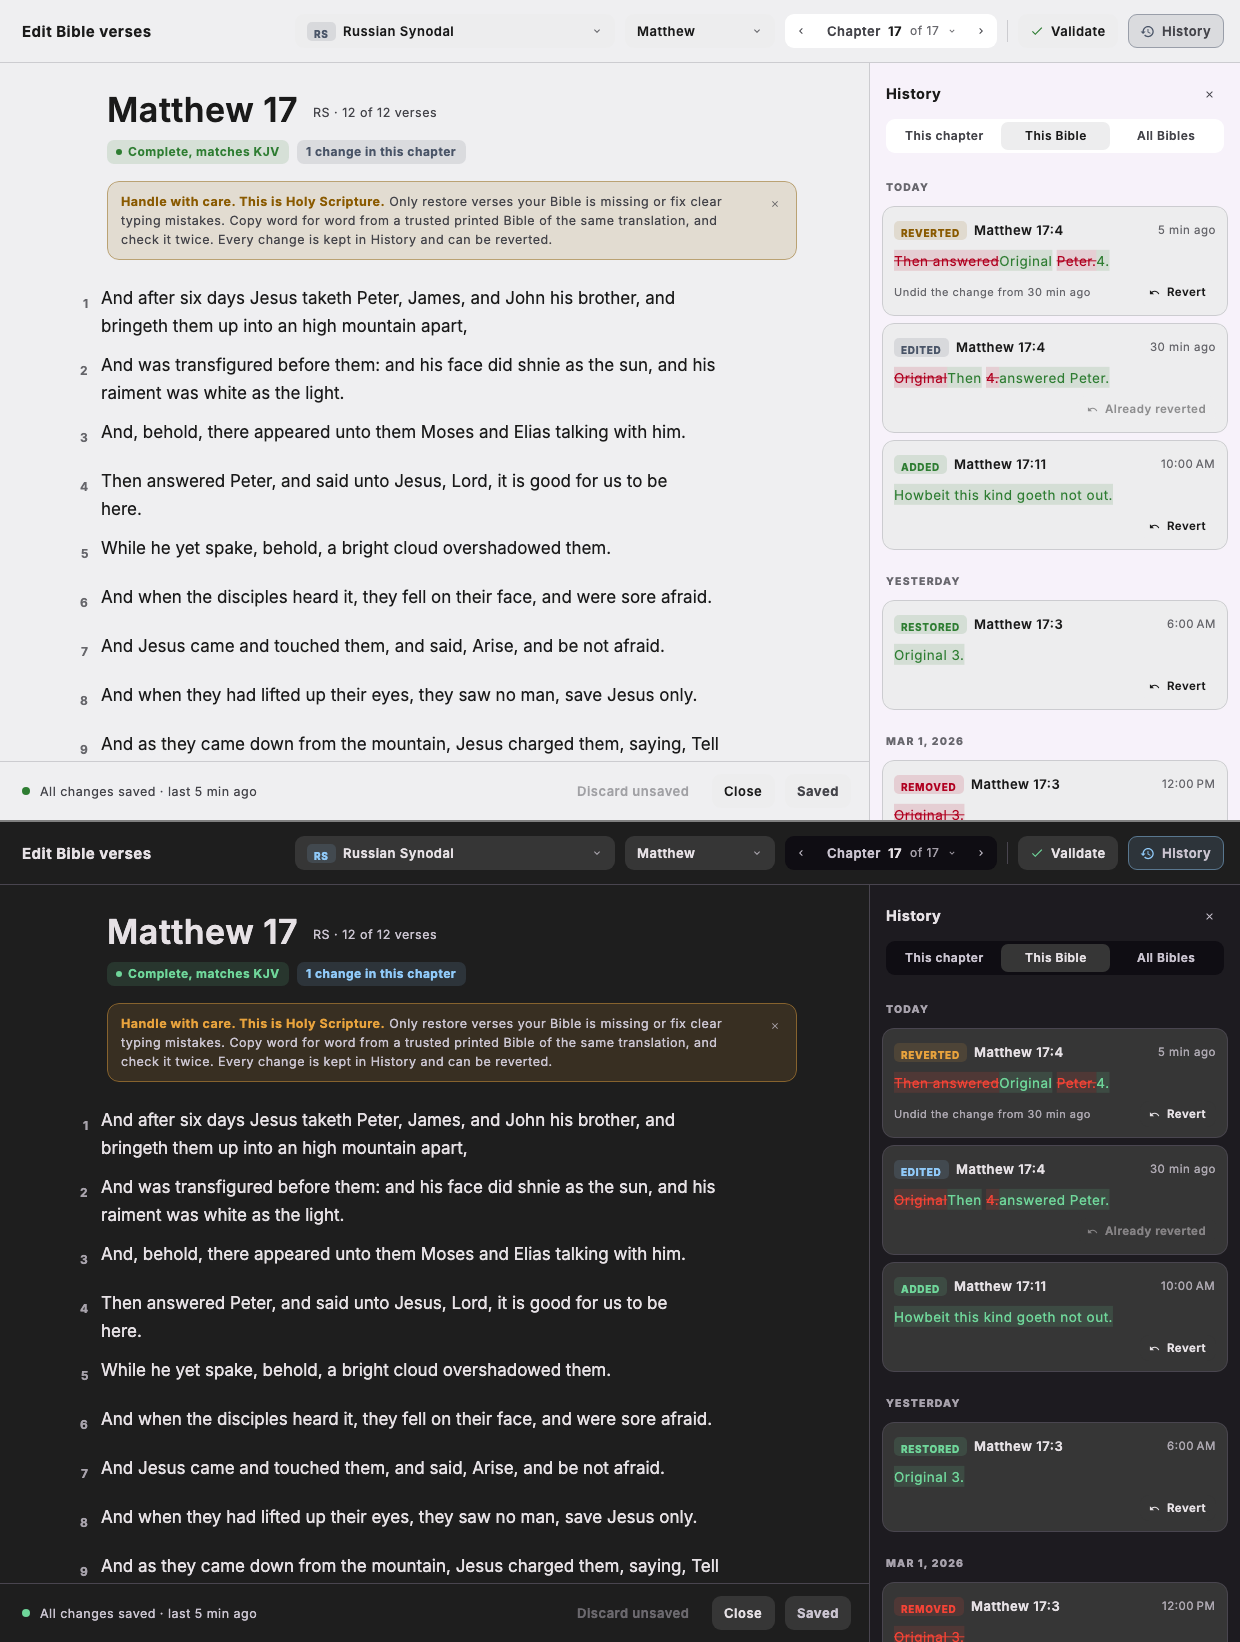 Edit Bible verses
RS Russian Synodal
Matthew
Chapter 17 of 17
Validate
History
Matthew 17 RS · 12 of 12 verses
Complete, matches KJV
1 change in this chapter
Handle with care. This is Holy Scripture. Only restore verses your Bible is missing or fix clear
typing mistakes. Copy word for word from a trusted printed Bible of the same translation, and
check it twice. Every change is kept in History and can be reverted.
1 And after six days Jesus taketh Peter, James, and John his brother, and
bringeth them up into an high mountain apart,
2 And was transfigured before them: and his face did shnie as the sun, and his
raiment was white as the light.
3 And, behold, there appeared unto them Moses and Elias talking with him.
4 Then answered Peter, and said unto Jesus, Lord, it is good for us to be
here.
5 While he yet spake, behold, a bright cloud overshadowed them.
6 And when the disciples heard it, they fell on their face, and were sore afraid.
7 And Jesus came and touched them, and said, Arise, and be not afraid.
8 And when they had lifted up their eyes, they saw no man, save Jesus only.
9 And as they came down from the mountain, Jesus charged them, saying, Tell
All changes saved · last 5 min ago
Discard unsaved
Close
Saved
History
This chapter
This Bible
All Bibles
TODAY
REVERTED Matthew 17:4 5 min ago
Then answeredOriginal Peter.4.
Undid the change from 30 min ago Revert
EDITED Matthew 17:4 30 min ago
OriginalThen 4.answered Peter.
Already reverted
ADDED Matthew 17:11 10:00 AM
Howbeit this kind goeth not out.
Revert
YESTERDAY
RESTORED Matthew 17:3 6:00 AM
Original 3.
Revert
MAR 1, 2026
REMOVED Matthew 17:3 12:00 PM
Original 3.
Edit Bible verses
RS Russian Synodal
Matthew
Chapter 17 of 17
Validate
History
Matthew 17 RS · 12 of 12 verses
Complete, matches KJV
1 change in this chapter
Handle with care. This is Holy Scripture. Only restore verses your Bible is missing or fix clear
typing mistakes. Copy word for word from a trusted printed Bible of the same translation, and
check it twice. Every change is kept in History and can be reverted.
1 And after six days Jesus taketh Peter, James, and John his brother, and
bringeth them up into an high mountain apart,
2 And was transfigured before them: and his face did shnie as the sun, and his
raiment was white as the light.
3 And, behold, there appeared unto them Moses and Elias talking with him.
4 Then answered Peter, and said unto Jesus, Lord, it is good for us to be
here.
5 While he yet spake, behold, a bright cloud overshadowed them.
6 And when the disciples heard it, they fell on their face, and were sore afraid.
7 And Jesus came and touched them, and said, Arise, and be not afraid.
8 And when they had lifted up their eyes, they saw no man, save Jesus only.
9 And as they came down from the mountain, Jesus charged them, saying, Tell
All changes saved · last 5 min ago
Discard unsaved
Close
Saved
History
This chapter
This Bible
All Bibles
TODAY
REVERTED Matthew 17:4 5 min ago
Then answeredOriginal Peter.4.
Undid the change from 30 min ago Revert
EDITED Matthew 17:4 30 min ago
OriginalThen 4.answered Peter.
Already reverted
ADDED Matthew 17:11 10:00 AM
Howbeit this kind goeth not out.
Revert
YESTERDAY
RESTORED Matthew 17:3 6:00 AM
Original 3.
Revert
MAR 1, 2026
REMOVED Matthew 17:3 12:00 PM
Original 3.